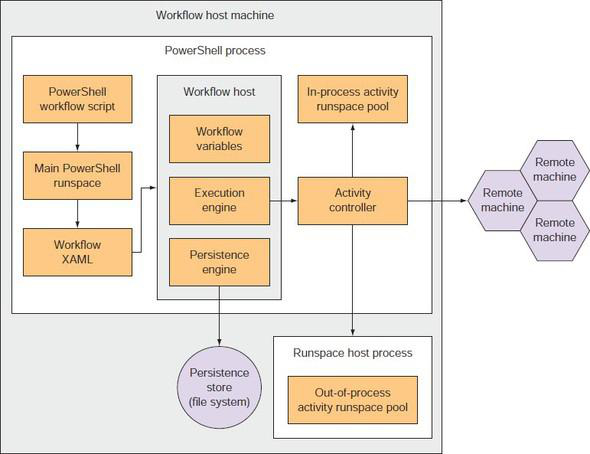 Workflow host machine
PowerShell process
PowerShell
workflow script
Main PowerShell
runspace
Workflow
XAML
Workflow host
Workflow
variables
Execution
engine
Persistence
engine
In-process activity
runspace pool
Activity
controller
Remote
machine
Remote
machine
Remote
machine
Persistence
store
(file system)
Runspace host process
Out-of-process
activity runspace pool